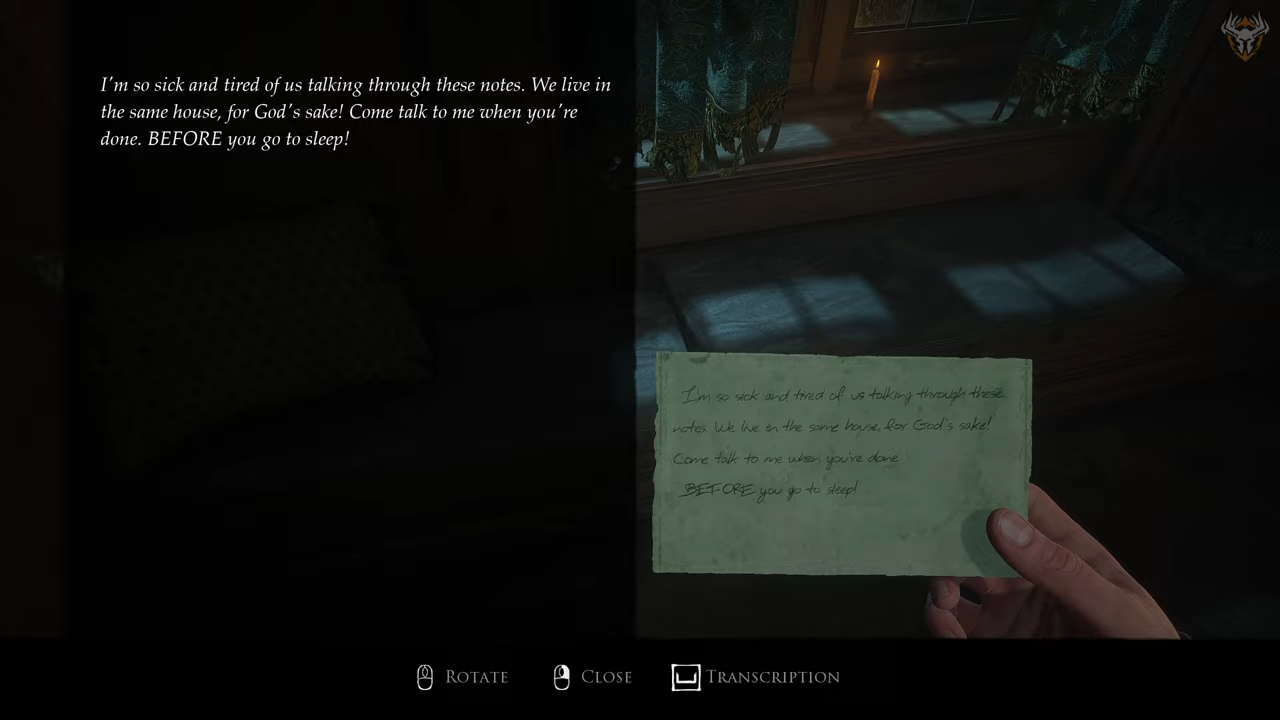 I'm so sick and tired of us talking through these notes. We live in
the same house, for God's sake! Come talk to me when you're
done. BEFORE you go to sleep!
I'm so sick and tired of us talking through these
notes. We live in the same house, for God's sake!
Come talk to me when you're done
BEFORE you go to sleep!
ROTATE
CLOSE
TRANSCRIPTION